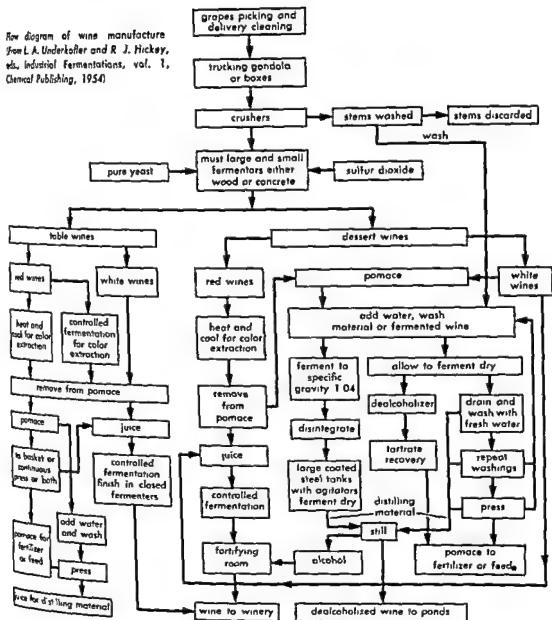 Flow diagram of wine manufacture
(from L. A. Underkofler and R. J. Hickey,
eds, Industrial Fermentations, vol. 1,
Chemical Publishing, 1954)
grapes picking and
delivery cleaning
trucking gondola
or boxes
crushers
stems washed
stems discarded
wash
pure yeast
must large and small
fermentors either
wood or concrete
sulfur dioxide
table wines
dessert wines
red wines
white wines
red wines
pomace
white
wines
heat and
cool for color
extraction
controlled
fermentation
for color
extraction
heat and
cool for color
extraction
add water, wash
material or fermented wine
ferment to
specific
gravity 1 04
allow to ferment dry
remove from pomace
remove
from
pomace
dealcoholizer
drain and
wash with
fresh water
pomace
juice
disintegrate
to basket or
continuous
press or both
controlled
fermentation
finish in closed
fermenters
juice
large coated
steel tanks
with agitators
ferment dry
tartrate
recovery
repeat
washings
controlled
fermentation
distilling
material
press
add water
and wash
still
pomace for
fertilizer
or feed
press
fortifying
room
alcohol
pomace to
fertilizer or feeds
juice for distilling material
wine to winery
dealcoholized wine to ponds